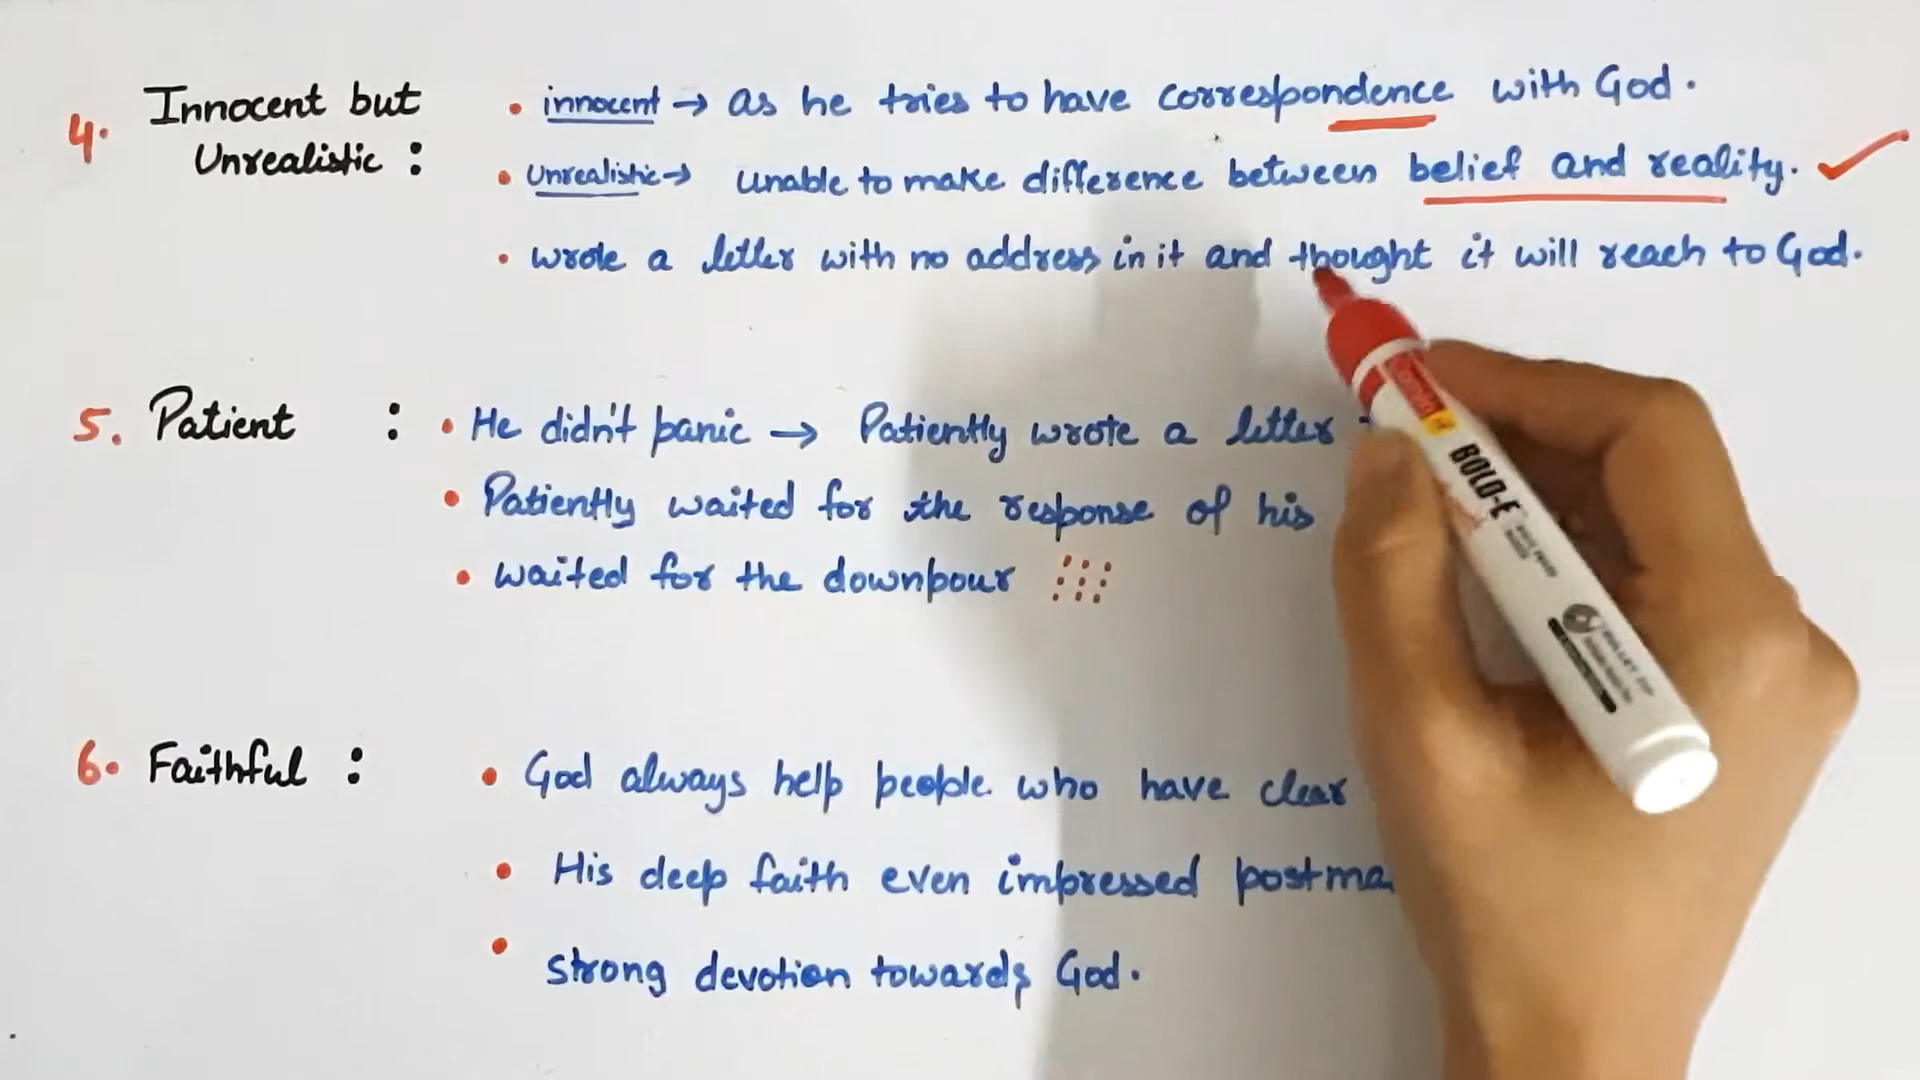 4. Innocent but Unrealistic :
• innocent → as he tries to have correspondence with God.
• Unrealistic → unable to make difference between belief and reality.
• wrote a letter with no address in it and thought it will reach to God.
5. Patient : • He didn't panic → Patiently wrote a letter
• Patiently waited for the response of his
• waited for the downpour
6. Faithful : • God always help people who have clear
• His deep faith even impressed postma
• strong devotion towards God.
BOLD-E